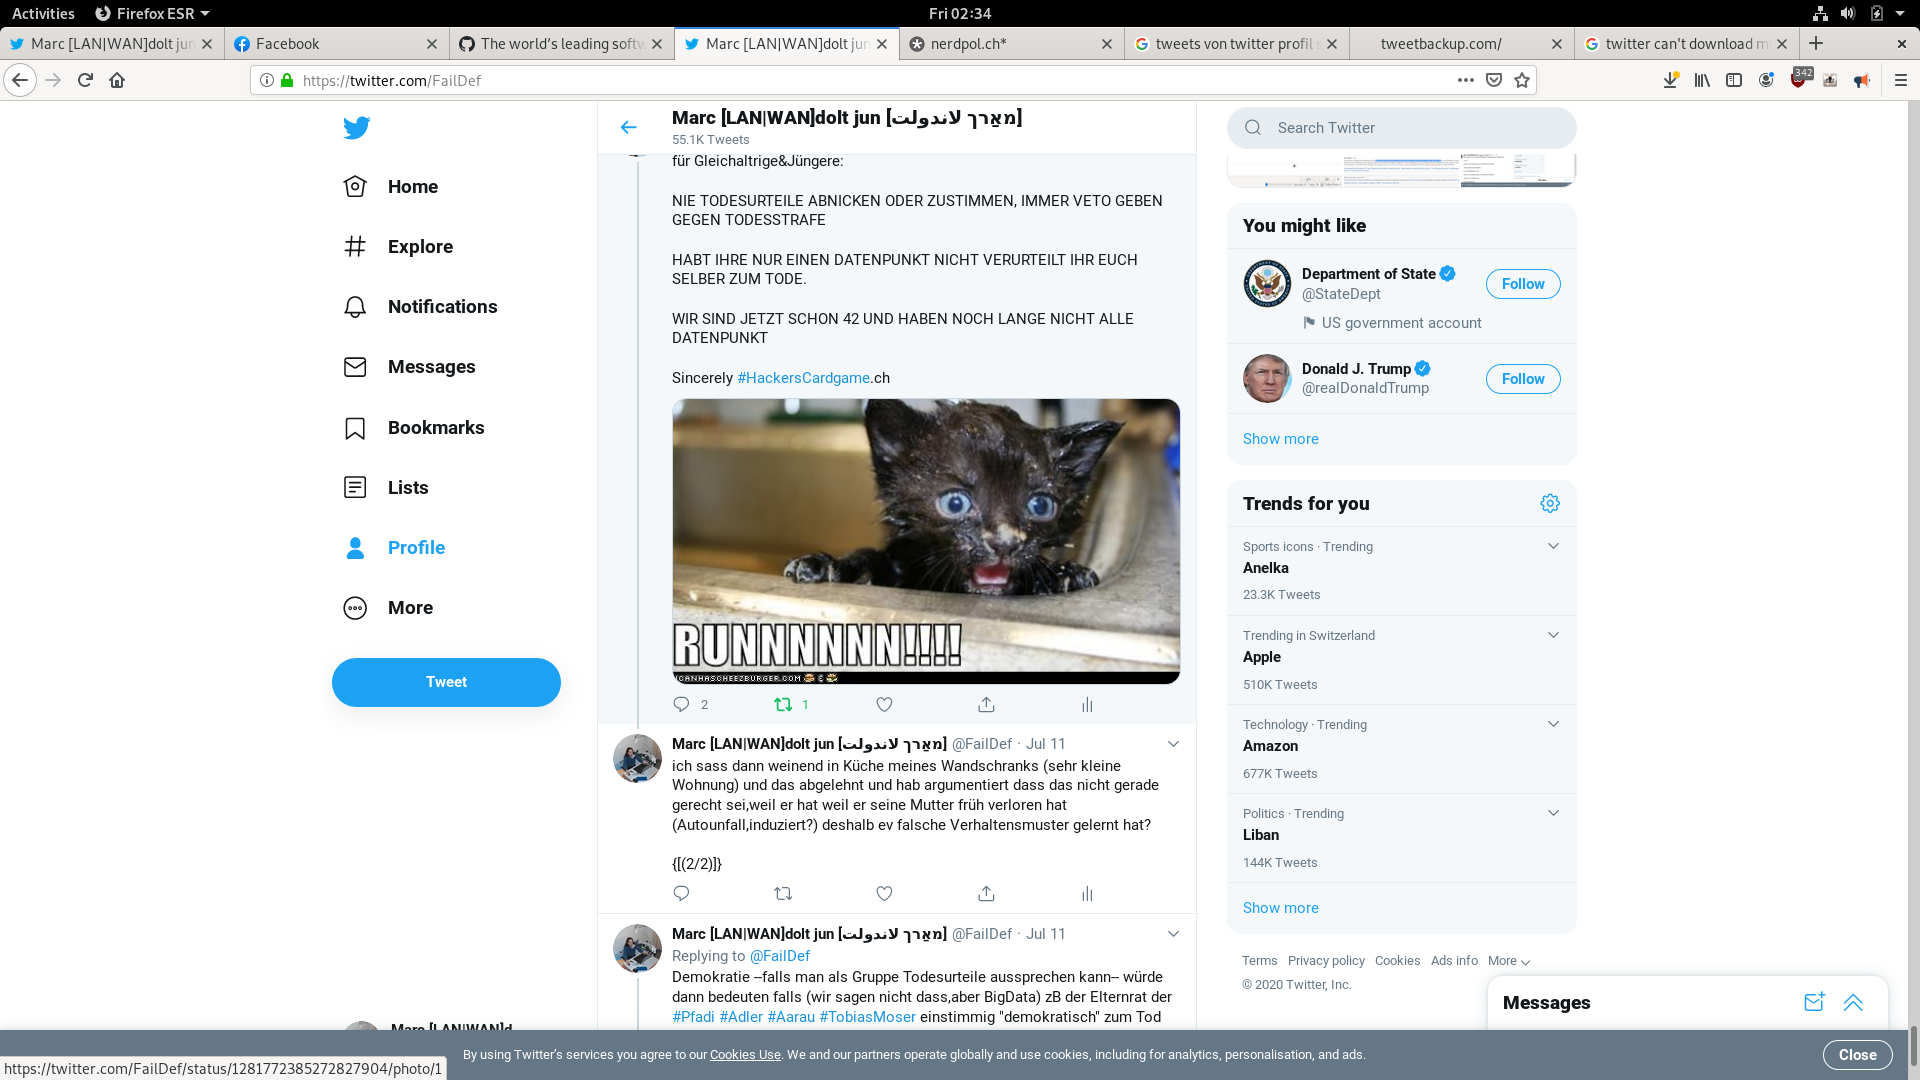 Activities
Firefox ESR
Fri 02:34
Marc [LAN|WAN]dolt jun
Facebook
The world's leading softw
Marc [LAN|WAN]dolt jun
nerdpol.ch*
tweets von twitter profil s
tweetbackup.com/
twitter can't download m
https://twitter.com/FailDef
342
Home
Explore
Notifications
Messages
Bookmarks
Lists
Profile
More
Tweet
Marc [LAN|WAN]d
Marc [LAN|WAN]dolt jun [מאַרך לאנדולת]
55.1K Tweets
für Gleichaltrige&Jüngere:
NIE TODESURTEILE ABNICKEN ODER ZUSTIMMEN, IMMER VETO GEBEN
GEGEN TODESSTRAFE
HABT IHRE NUR EINEN DATENPUNKT NICHT VERURTEILT IHR EUCH
SELBER ZUM TODE.
WIR SIND JETZT SCHON 42 UND HABEN NOCH LANGE NICHT ALLE
DATENPUNKT
Sincerely #HackersCardgame.ch
RUNNNNNN!!!!
ICANHASCHEEZBURGER.COM
2
1
Marc [LAN|WAN]dolt jun [מאַרך לאנדולת] @FailDef · Jul 11
ich sass dann weinend in Küche meines Wandschranks (sehr kleine
Wohnung) und das abgelehnt und hab argumentiert dass das nicht gerade
gerecht sei,weil er hat weil er seine Mutter früh verloren hat
(Autounfall,induziert?) deshalb ev falsche Verhaltensmuster gelernt hat?
{[(2/2)]}
Marc [LAN|WAN]dolt jun [מאַרך לאנדולת] @FailDef · Jul 11
Replying to @FailDef
Demokratie --falls man als Gruppe Todesurteile aussprechen kann-- würde
dann bedeuten falls (wir sagen nicht dass,aber BigData) zB der Elternrat der
#Pfadi #Adler #Aarau #TobiasMoser einstimmig "demokratisch" zum Tod
Search Twitter
You might like
Department of State
@StateDept
US government account
Follow
Donald J. Trump
@realDonaldTrump
Follow
Show more
Trends for you
Sports icons · Trending
Anelka
23.3K Tweets
Trending in Switzerland
Apple
510K Tweets
Technology · Trending
Amazon
677K Tweets
Politics · Trending
Liban
144K Tweets
Show more
Terms Privacy policy Cookies Ads info More
© 2020 Twitter, Inc.
Messages
By using Twitter's services you agree to our Cookies Use. We and our partners operate globally and use cookies, including for analytics, personalisation, and ads.
Close
https://twitter.com/FailDef/status/1281772385272827904/photo/1